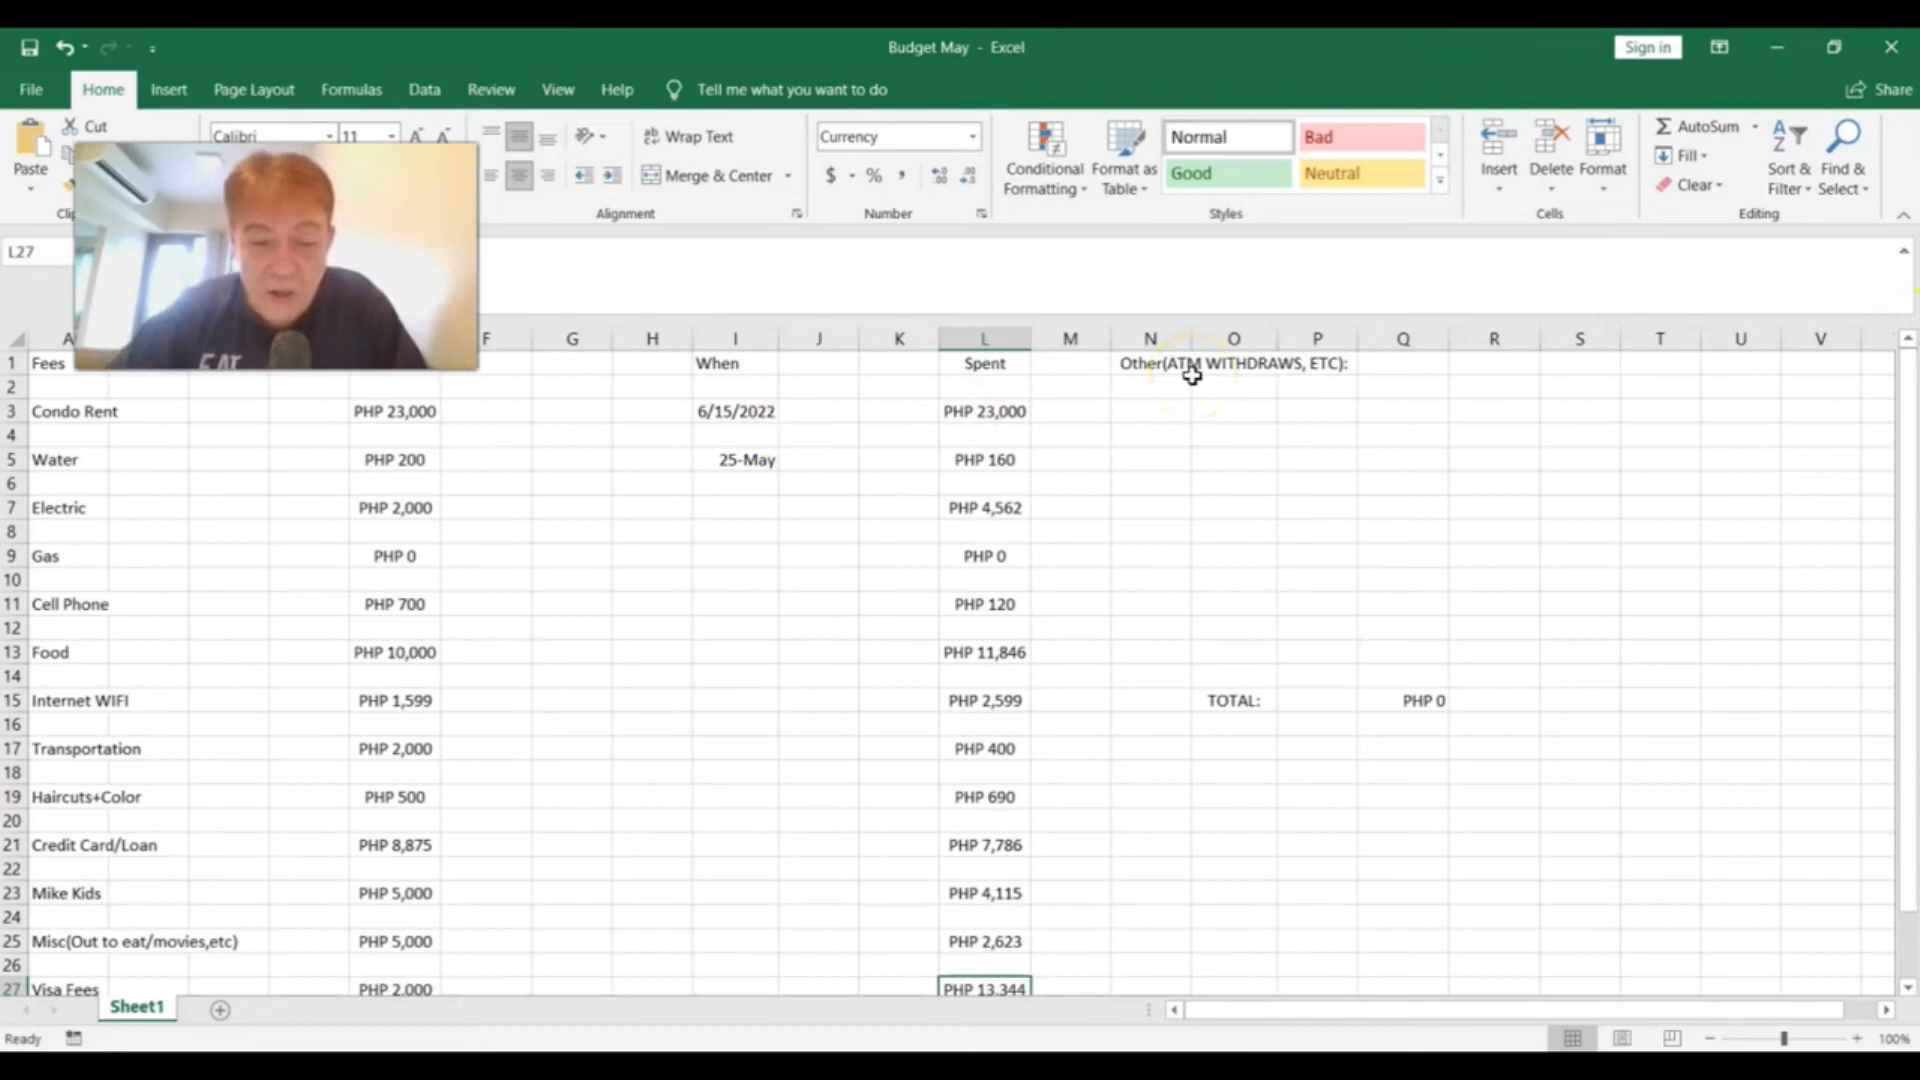 Budget May - Excel
Sign in
File Home Insert Page Layout Formulas Data Review View Help Tell me what you want to do Share
Cut
Paste
Calibri 11
Wrap Text
Merge & Center
Alignment
Currency
$ % ,
Number
Conditional Formatting
Format as Table
Normal Bad
Good Neutral
Styles
Insert Delete Format
Cells
AutoSum
Fill
Clear
Sort & Filter
Find & Select
Editing
L27
EAT
A F G H I J K L M N O P Q R S T U V
1 Fees When Spent Other(ATM WITHDRAWS, ETC):
2
3 Condo Rent PHP 23,000 6/15/2022 PHP 23,000
4
5 Water PHP 200 25-May PHP 160
6
7 Electric PHP 2,000 PHP 4,562
8
9 Gas PHP 0 PHP 0
10
11 Cell Phone PHP 700 PHP 120
12
13 Food PHP 10,000 PHP 11,846
14
15 Internet WIFI PHP 1,599 PHP 2,599 TOTAL: PHP 0
16
17 Transportation PHP 2,000 PHP 400
18
19 Haircuts+Color PHP 500 PHP 690
20
21 Credit Card/Loan PHP 8,875 PHP 7,786
22
23 Mike Kids PHP 5,000 PHP 4,115
24
25 Misc(Out to eat/movies,etc) PHP 5,000 PHP 2,623
26
27 Visa Fees PHP 2,000 PHP 13,344
Sheet1
Ready
100%